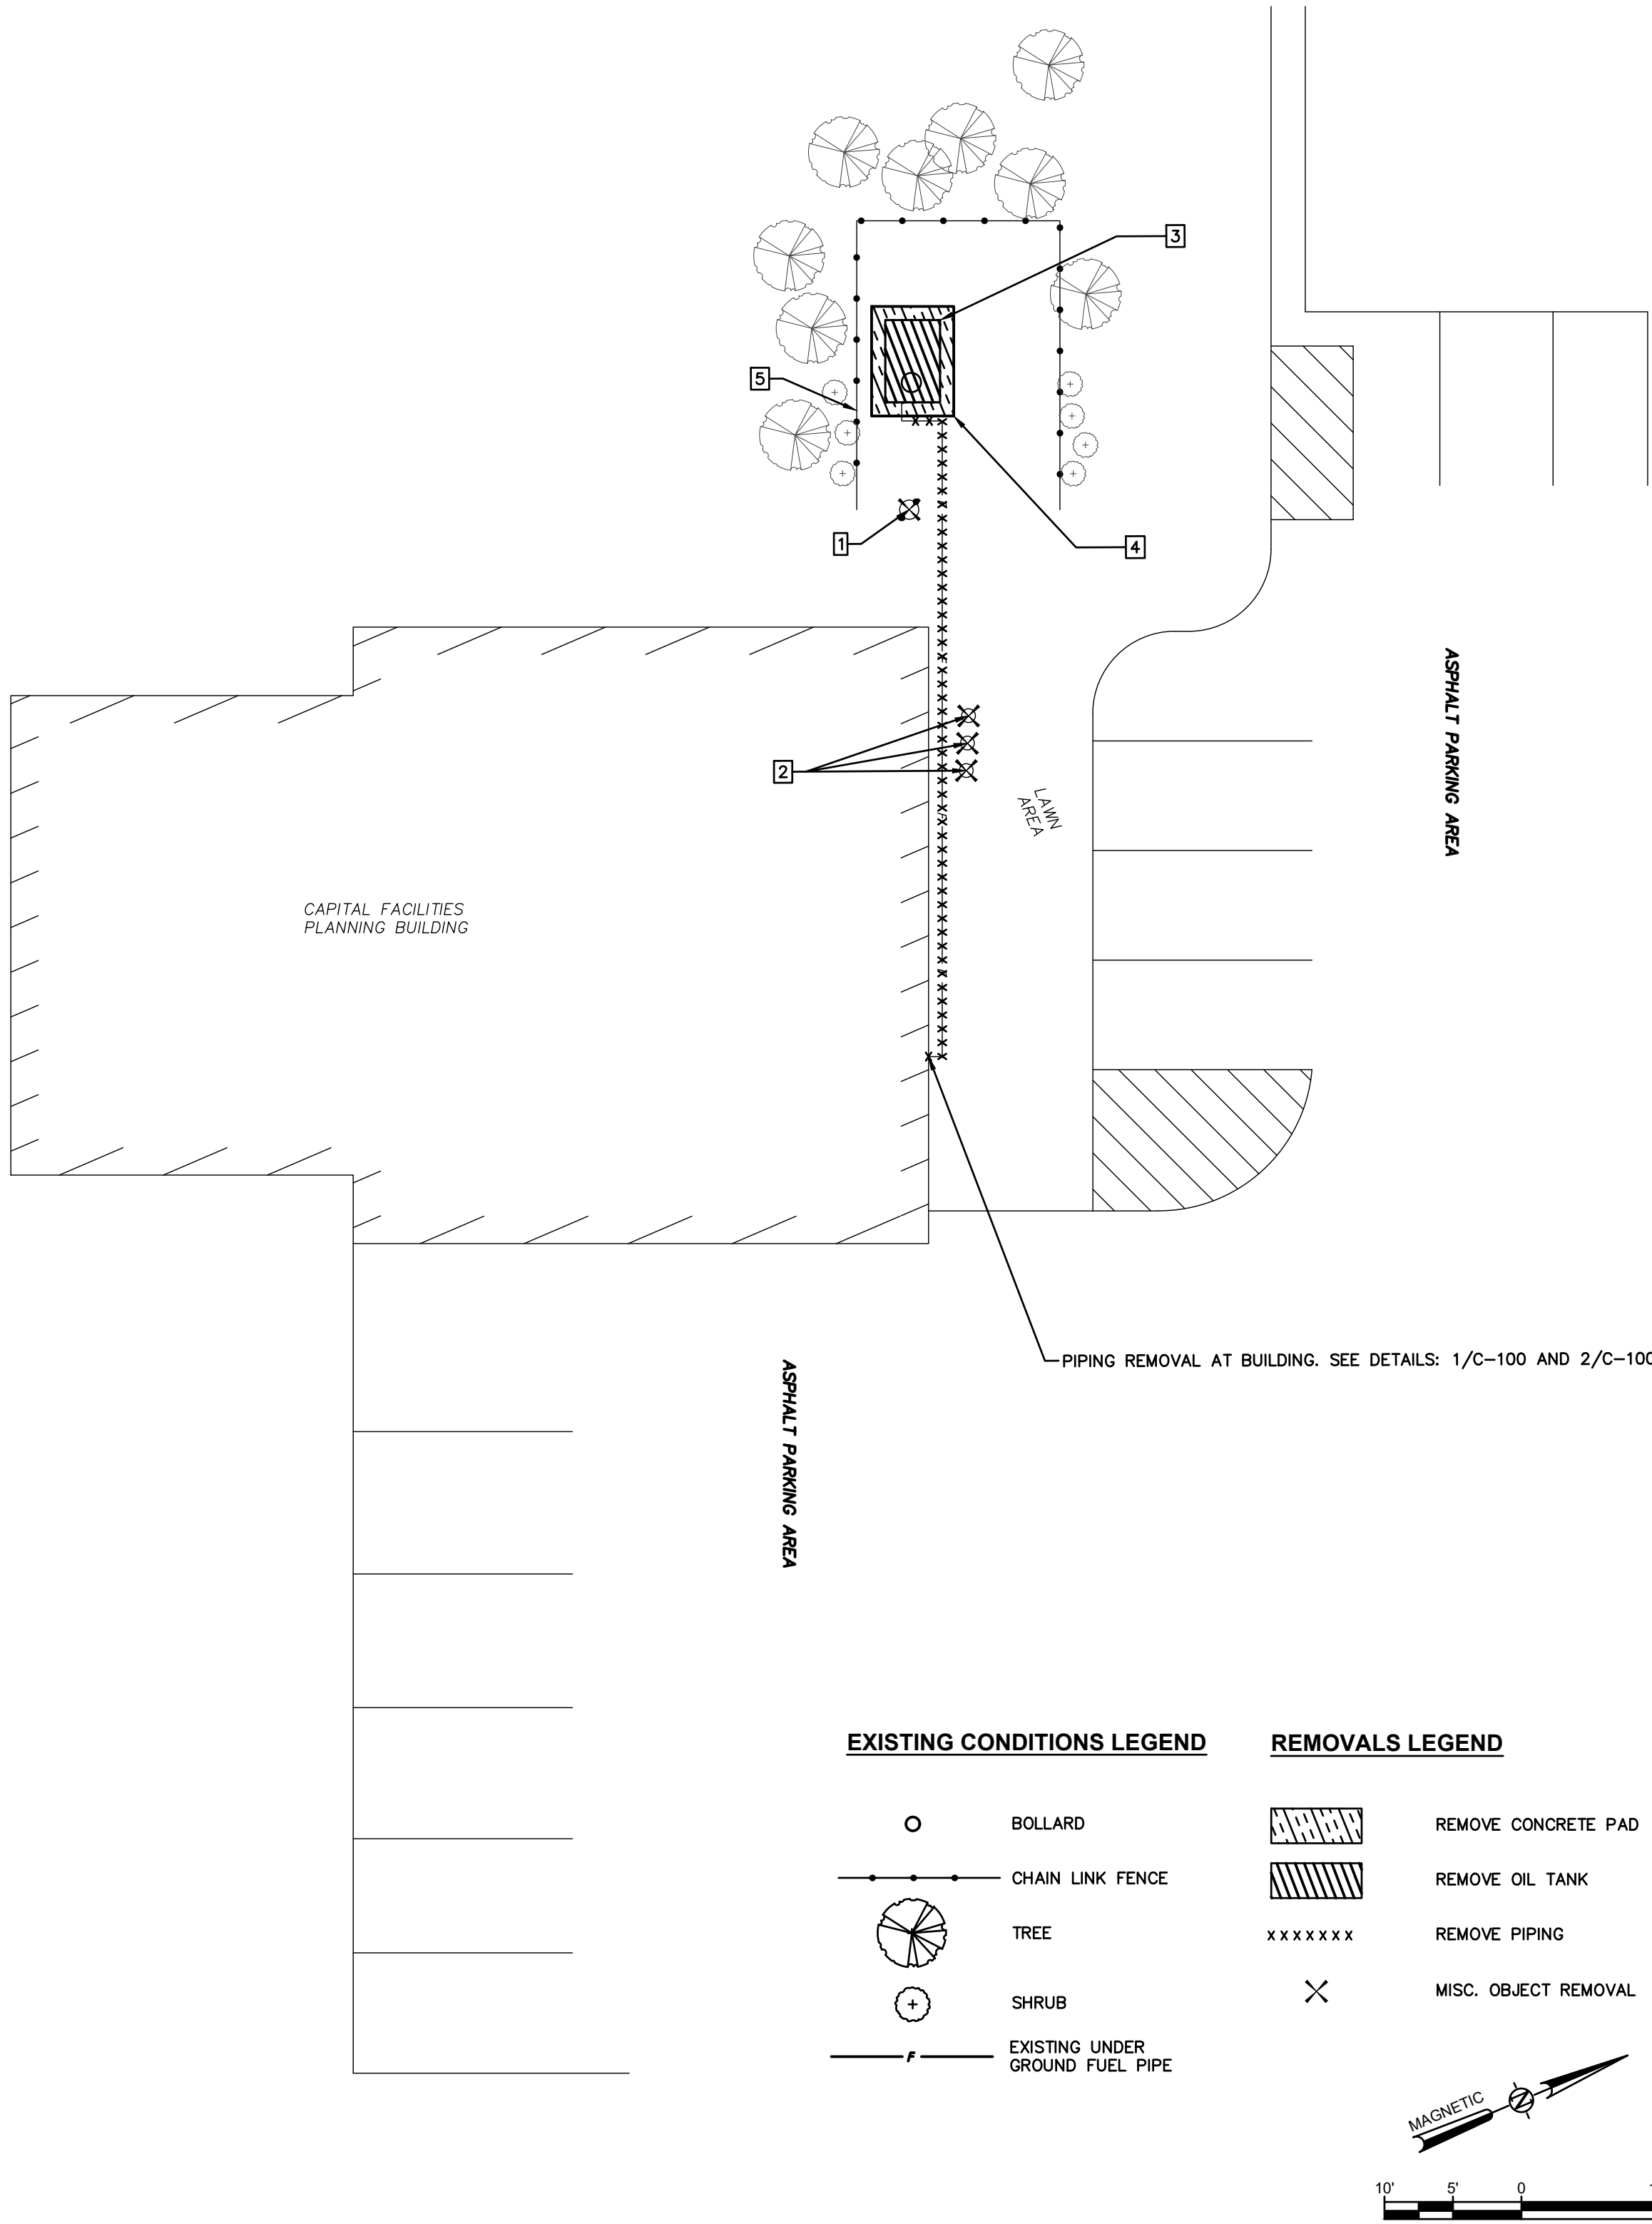 3
5
1
4
ASPHALT PARKING AREA
2
LAWN
AREA
CAPITAL FACILITIES
PLANNING BUILDING
PIPING REMOVAL AT BUILDING. SEE DETAILS: 1/C-100 AND 2/C-100
ASPHALT PARKING AREA
EXISTING CONDITIONS LEGEND
BOLLARD
CHAIN LINK FENCE
TREE
SHRUB
F
EXISTING UNDER
GROUND FUEL PIPE
REMOVALS LEGEND
REMOVE CONCRETE PAD
REMOVE OIL TANK
x x x x x x x
REMOVE PIPING
MISC. OBJECT REMOVAL
MAGNETIC
N
10' 5' 0